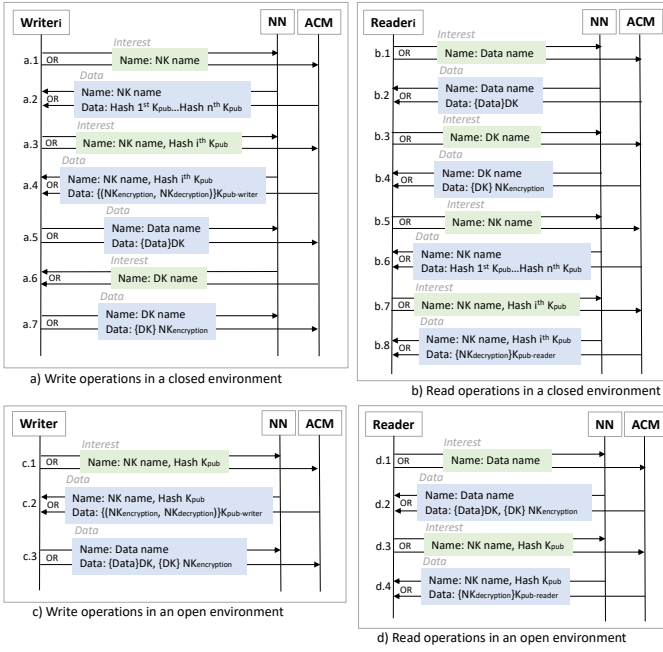 Writeri
NN
ACM
Interest
a.1
OR
Name: NK name
Data
a.2
OR
Name: NK name
Data: Hash 1st Kpub...Hash nth Kpub
Interest
a.3
OR
Name: NK name, Hash ith Kpub
Data
a.4
OR
Name: NK name, Hash ith Kpub
Data: {(NKencryption, NKdecryption)}Kpub-writer
Data
a.5
OR
Name: Data name
Data: {Data}DK
Interest
a.6
OR
Name: DK name
Data
a.7
OR
Name: DK name
Data: {DK} NKencryption
a) Write operations in a closed environment
Readeri
NN
ACM
Interest
b.1
OR
Name: Data name
Data
b.2
OR
Name: Data name
Data: {Data}DK
Interest
b.3
OR
Name: DK name
Data
b.4
OR
Name: DK name
Data: {DK} NKencryption
Interest
b.5
OR
Name: NK name
Data
b.6
OR
Name: NK name
Data: Hash 1st Kpub...Hash nth Kpub
Interest
b.7
OR
Name: NK name, Hash ith Kpub
Data
b.8
OR
Name: NK name, Hash ith Kpub
Data: {NKdecryption}Kpub-reader
b) Read operations in a closed environment
Writer
NN
ACM
Interest
c.1
OR
Name: NK name, Hash Kpub
Data
c.2
OR
Name: NK name, Hash Kpub
Data: {(NKencryption, NKdecryption)}Kpub-writer
Data
c.3
OR
Name: Data name
Data: {Data}DK, {DK} NKencryption
c) Write operations in an open environment
Reader
NN
ACM
Interest
d.1
OR
Name: Data name
Data
d.2
OR
Name: Data name
Data: {Data}DK, {DK} NKencryption
Interest
d.3
OR
Name: NK name, Hash Kpub
Data
d.4
OR
Name: NK name, Hash Kpub
Data: {NKdecryption}Kpub-reader
d) Read operations in an open environment